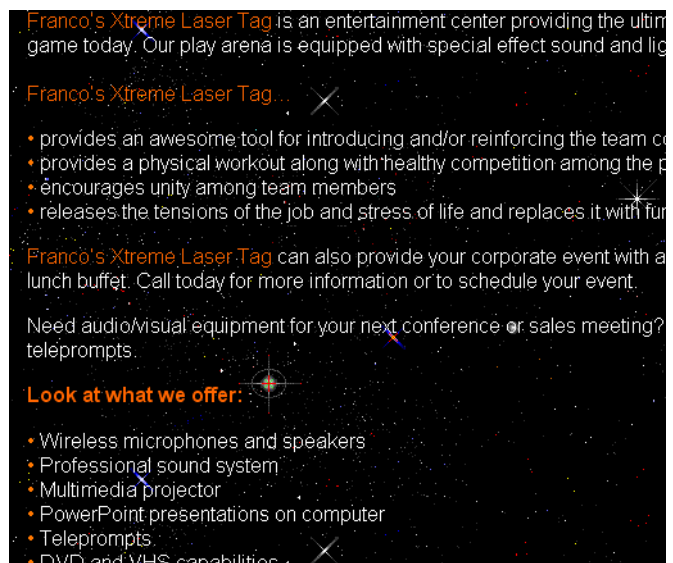 Franco's Xtreme Laser Tag is an entertainment center providing the
game today. Our play arena is equipped with special effect sound and
Franco's Xtreme Laser Tag...
• provides an awesome tool for introducing and/or reinforcing the team
• provides a physical workout along with healthy competition among the
• encourages unity among team members
• releases the tensions of the job and stress of life and replaces it with
Franco's Xtreme Laser Tag can also provide your corporate event with a
lunch buffet. Call today for more information or to schedule your event.
Need audio/visual equipment for your next conference or sales meeting?
teleprompts.
Look at what we offer:
• Wireless microphones and speakers
• Professional sound system
• Multimedia projector
• PowerPoint presentations on computer
• Teleprompts
• DVD and VHS capabilities